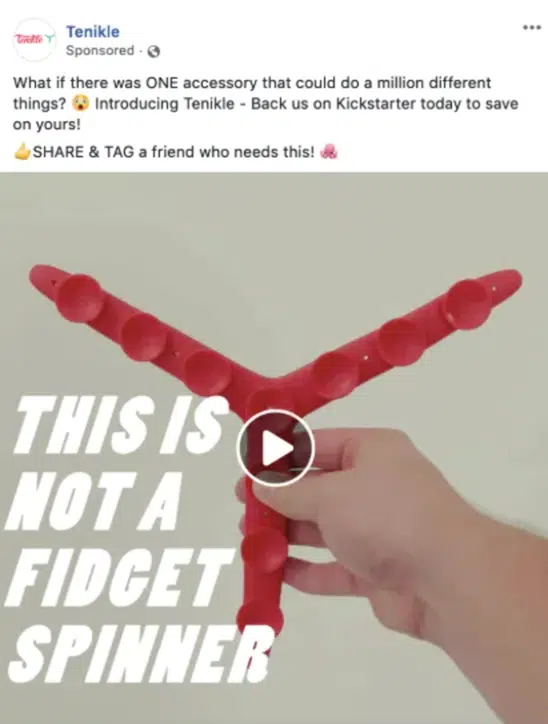 Tenikle
Tenikle
Sponsored ·
What if there was ONE accessory that could do a million different
things? 😵 Introducing Tenikle - Back us on Kickstarter today to save
on yours!
👍SHARE & TAG a friend who needs this! 🐙
THIS IS
NOT A
FIDGET
SPINNER